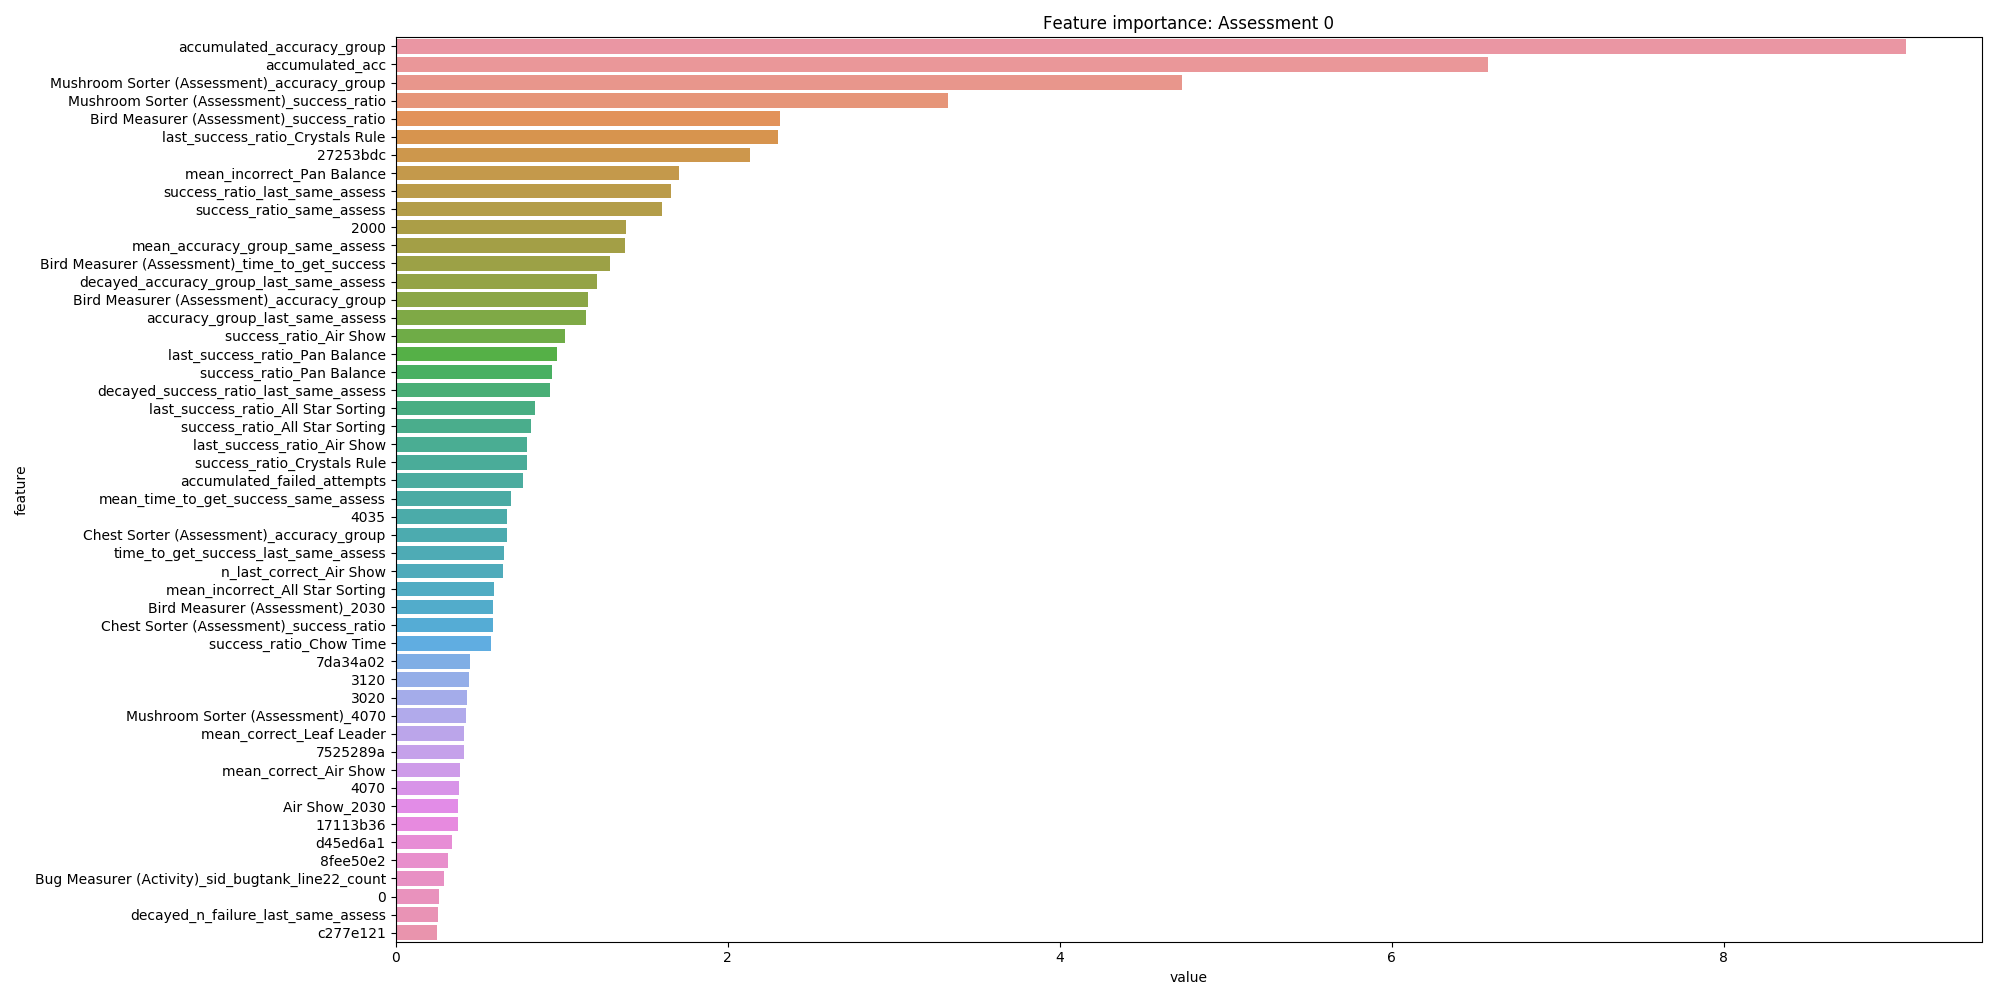 Feature importance: Assessment 0
accumulated_accuracy_group
accumulated_acc
Mushroom Sorter (Assessment)_accuracy_group
Mushroom Sorter (Assessment)_success_ratio
Bird Measurer (Assessment)_success_ratio
last_success_ratio_Crystals Rule
27253bdc
mean_incorrect_Pan Balance
success_ratio_last_same_assess
success_ratio_same_assess
2000
mean_accuracy_group_same_assess
Bird Measurer (Assessment)_time_to_get_success
decayed_accuracy_group_last_same_assess
Bird Measurer (Assessment)_accuracy_group
accuracy_group_last_same_assess
success_ratio_Air Show
last_success_ratio_Pan Balance
success_ratio_Pan Balance
decayed_success_ratio_last_same_assess
last_success_ratio_All Star Sorting
success_ratio_All Star Sorting
last_success_ratio_Air Show
success_ratio_Crystals Rule
accumulated_failed_attempts
mean_time_to_get_success_same_assess
4035
Chest Sorter (Assessment)_accuracy_group
time_to_get_success_last_same_assess
n_last_correct_Air Show
mean_incorrect_All Star Sorting
Bird Measurer (Assessment)_2030
Chest Sorter (Assessment)_success_ratio
success_ratio_Chow Time
7da34a02
3120
3020
Mushroom Sorter (Assessment)_4070
mean_correct_Leaf Leader
7525289a
mean_correct_Air Show
4070
Air Show_2030
17113b36
d45ed6a1
8fee50e2
Bug Measurer (Activity)_sid_bugtank_line22_count
0
decayed_n_failure_last_same_assess
c277e121
feature
0 2 4 6 8
value